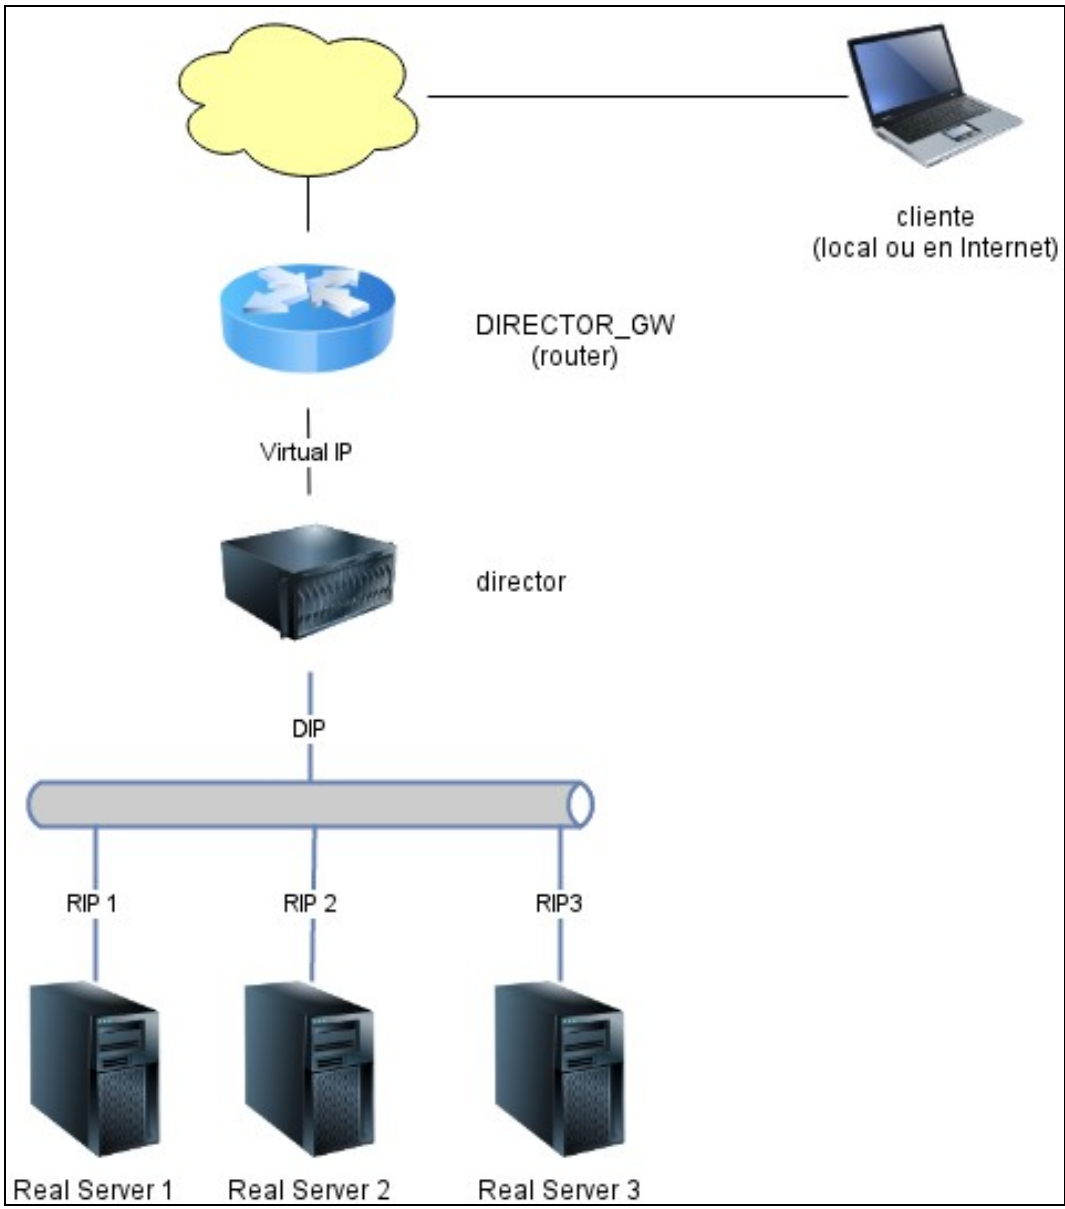 cliente
(local ou en Internet)
DIRECTOR_GW
(router)
Virtual IP
director
DIP
RIP 1
RIP 2
RIP3
Real Server 1
Real Server 2
Real Server 3